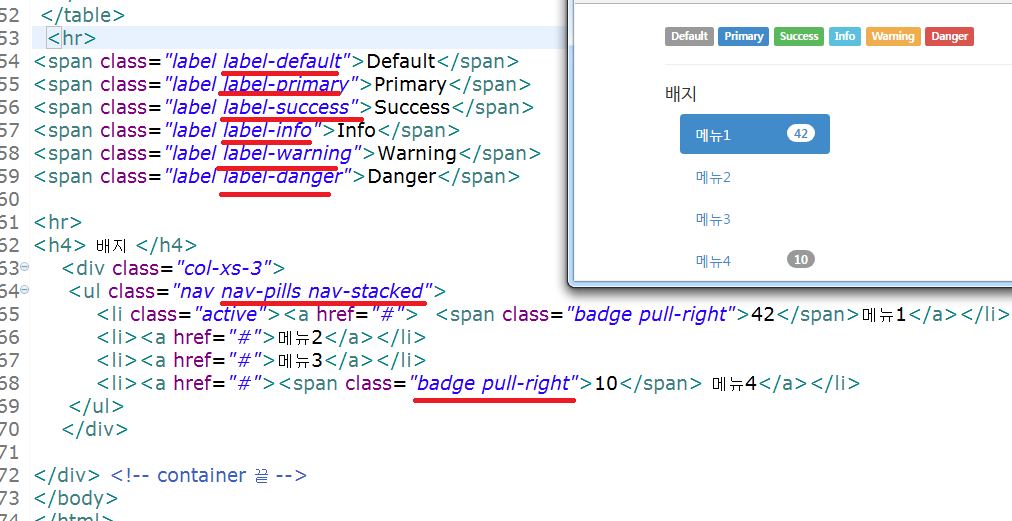 52 </table>
53 <hr>
54 <span class="label label-default">Default</span>
55 <span class="label label-primary">Primary</span>
56 <span class="label label-success">Success</span>
57 <span class="label label-info">Info</span>
58 <span class="label label-warning">Warning</span>
59 <span class="label label-danger">Danger</span>
60
61 <hr>
62 <h4> 배지 </h4>
63 <div class="col-xs-3">
64 <ul class="nav nav-pills nav-stacked">
65 <li class="active"><a href="#"> <span class="badge pull-right">42</span>메뉴1</a></li>
66 <li><a href="#">메뉴2</a></li>
67 <li><a href="#">메뉴3</a></li>
68 <li><a href="#"><span class="badge pull-right">10</span> 메뉴4</a></li>
69 </ul>
70 </div>
71
72 </div> <!-- container 끝 -->
73 </body>
74 </html>
Default Primary Success Info Warning Danger
배지
메뉴1 42
메뉴2
메뉴3
메뉴4 10